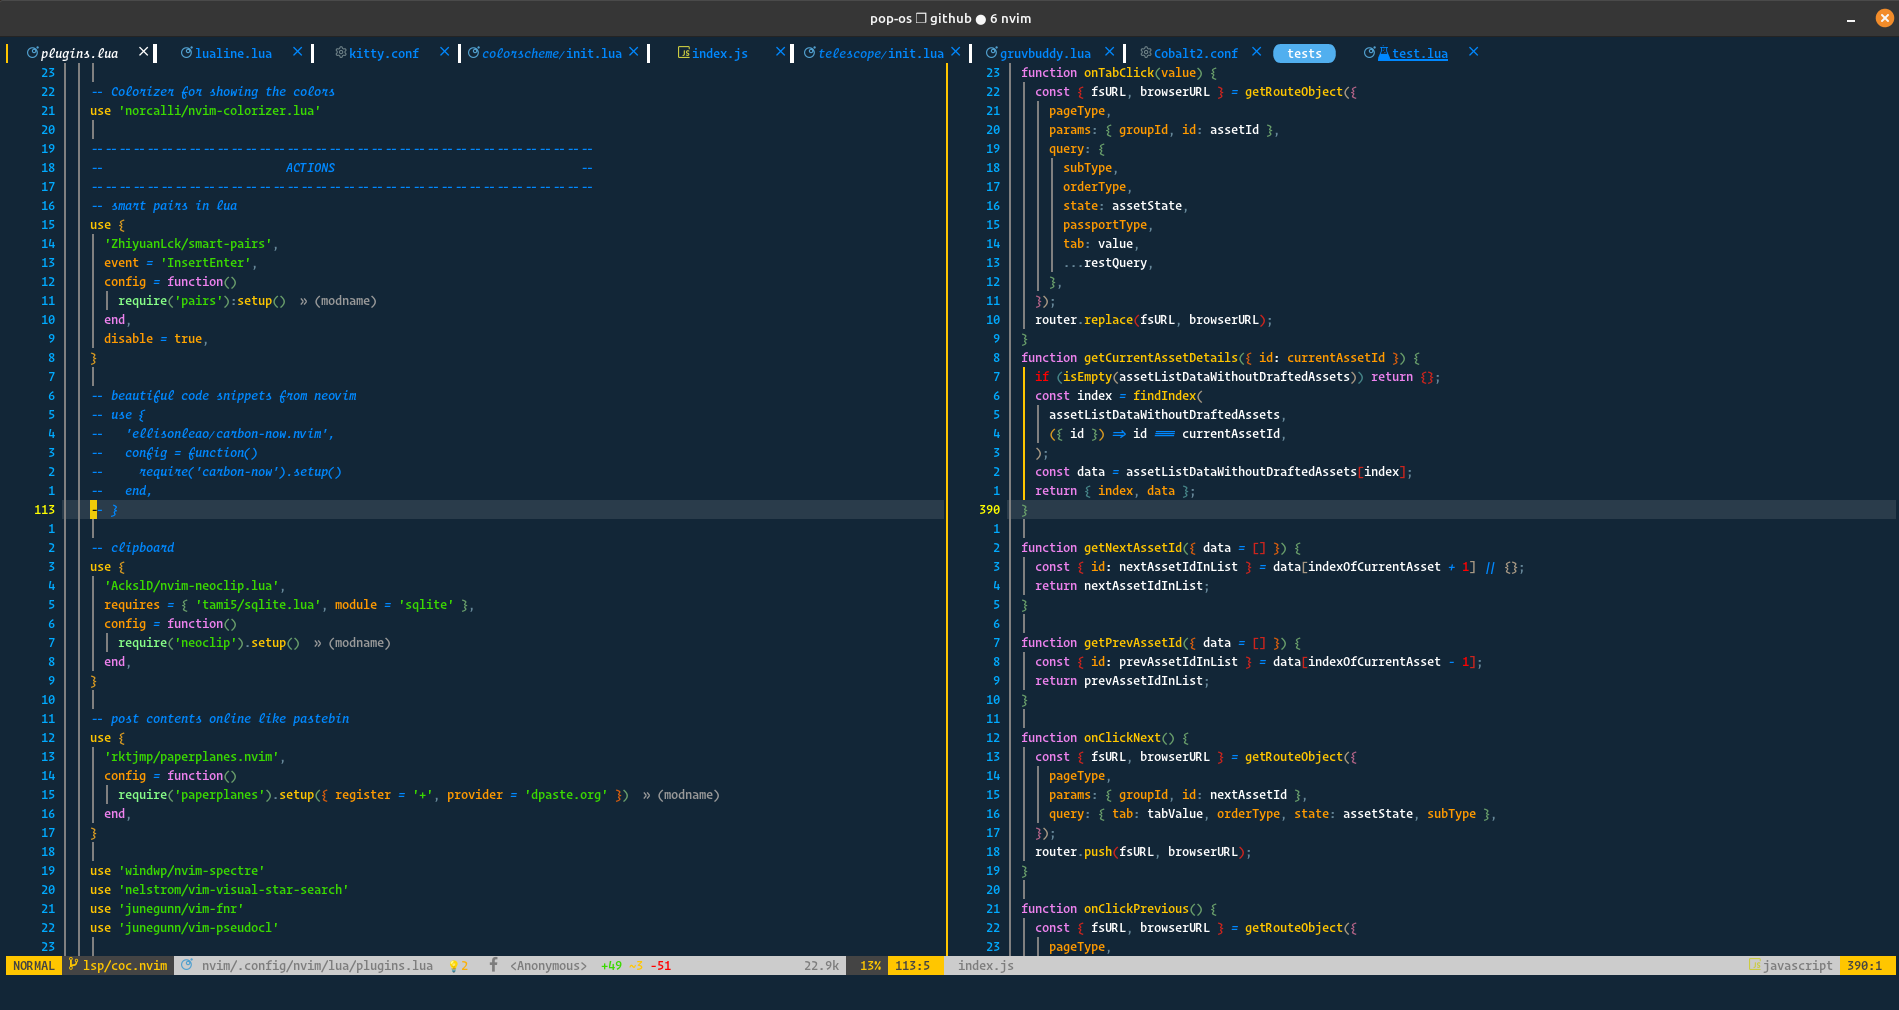 pop-os ❐ github ● 6 nvim
plugins.lua ✕ lualine.lua ✕ kitty.conf ✕ colorscheme/init.lua ✕ index.js ✕ telescope/init.lua ✕ gruvbuddy.lua ✕ Cobalt2.conf ✕ tests test.lua ✕
23
22 -- Colorizer for showing the colors
21 use 'norcalli/nvim-colorizer.lua'
20
19 ------------------------------------------------------------------------
18 -- ACTIONS --
17 ------------------------------------------------------------------------
16 -- smart pairs in lua
15 use {
14 'ZhiyuanLck/smart-pairs',
13 event = 'InsertEnter',
12 config = function()
11 require('pairs'):setup() » (modname)
10 end,
9 disable = true,
8 }
7
6 -- beautiful code snippets from neovim
5 -- use {
4 -- 'ellisonleao/carbon-now.nvim',
3 -- config = function()
2 -- require('carbon-now').setup()
1 -- end,
113 -- }
1
2 -- clipboard
3 use {
4 'AckslD/nvim-neoclip.lua',
5 requires = { 'tami5/sqlite.lua', module = 'sqlite' },
6 config = function()
7 require('neoclip').setup() » (modname)
8 end,
9 }
10
11 -- post contents online like pastebin
12 use {
13 'rktjmp/paperplanes.nvim',
14 config = function()
15 require('paperplanes').setup({ register = '+', provider = 'dpaste.org' }) » (modname)
16 end,
17 }
18
19 use 'windwp/nvim-spectre'
20 use 'nelstrom/vim-visual-star-search'
21 use 'junegunn/vim-fnr'
22 use 'junegunn/vim-pseudocl'
23
23 function onTabClick(value) {
22 const { fsURL, browserURL } = getRouteObject({
21 pageType,
20 params: { groupId, id: assetId },
19 query: {
18 subType,
17 orderType,
16 state: assetState,
15 passportType,
14 tab: value,
13 ...restQuery,
12 },
11 });
10 router.replace(fsURL, browserURL);
9 }
8 function getCurrentAssetDetails({ id: currentAssetId }) {
7 if (isEmpty(assetListDataWithoutDraftedAssets)) return {};
6 const index = findIndex(
5 assetListDataWithoutDraftedAssets,
4 ({ id }) => id === currentAssetId,
3 );
2 const data = assetListDataWithoutDraftedAssets[index];
1 return { index, data };
390 }
1
2 function getNextAssetId({ data = [] }) {
3 const { id: nextAssetIdInList } = data[indexOfCurrentAsset + 1] || {};
4 return nextAssetIdInList;
5 }
6
7 function getPrevAssetId({ data = [] }) {
8 const { id: prevAssetIdInList } = data[indexOfCurrentAsset - 1];
9 return prevAssetIdInList;
10 }
11
12 function onClickNext() {
13 const { fsURL, browserURL } = getRouteObject({
14 pageType,
15 params: { groupId, id: nextAssetId },
16 query: { tab: tabValue, orderType, state: assetState, subType },
17 });
18 router.push(fsURL, browserURL);
19 }
20
21 function onClickPrevious() {
22 const { fsURL, browserURL } = getRouteObject({
23 pageType,
NORMAL lsp/coc.nvim nvim/.config/nvim/lua/plugins.lua 2 <Anonymous> +49 -51 22.9k 13% 113:5 index.js javascript 390:1